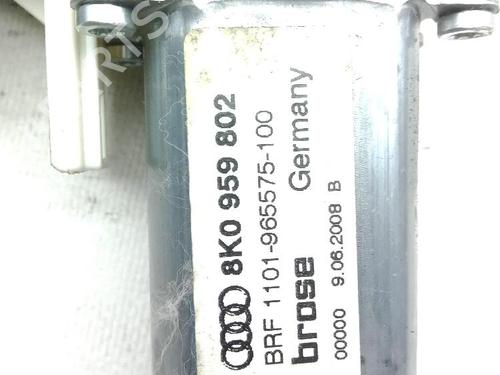 8K0 959 802
BRF 1101-965575-100
brose Germany
00000 9.06.2008 B